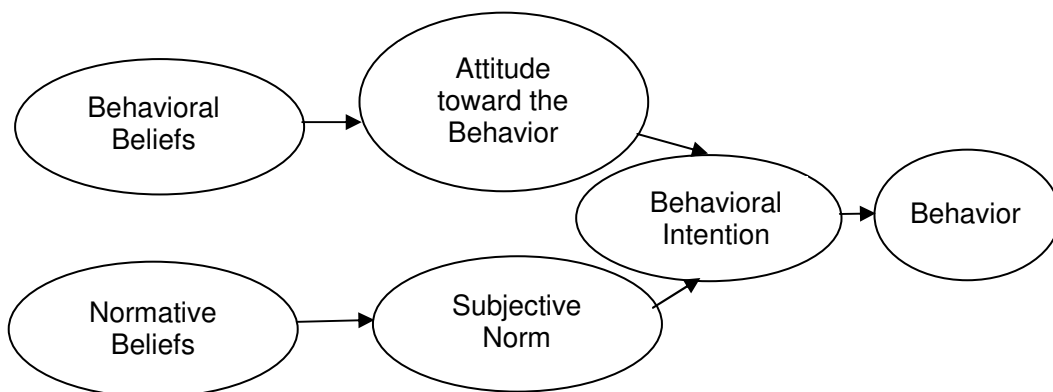 Behavioral
Beliefs
Attitude
toward the
Behavior
Behavioral
Intention
Behavior
Normative
Beliefs
Subjective
Norm